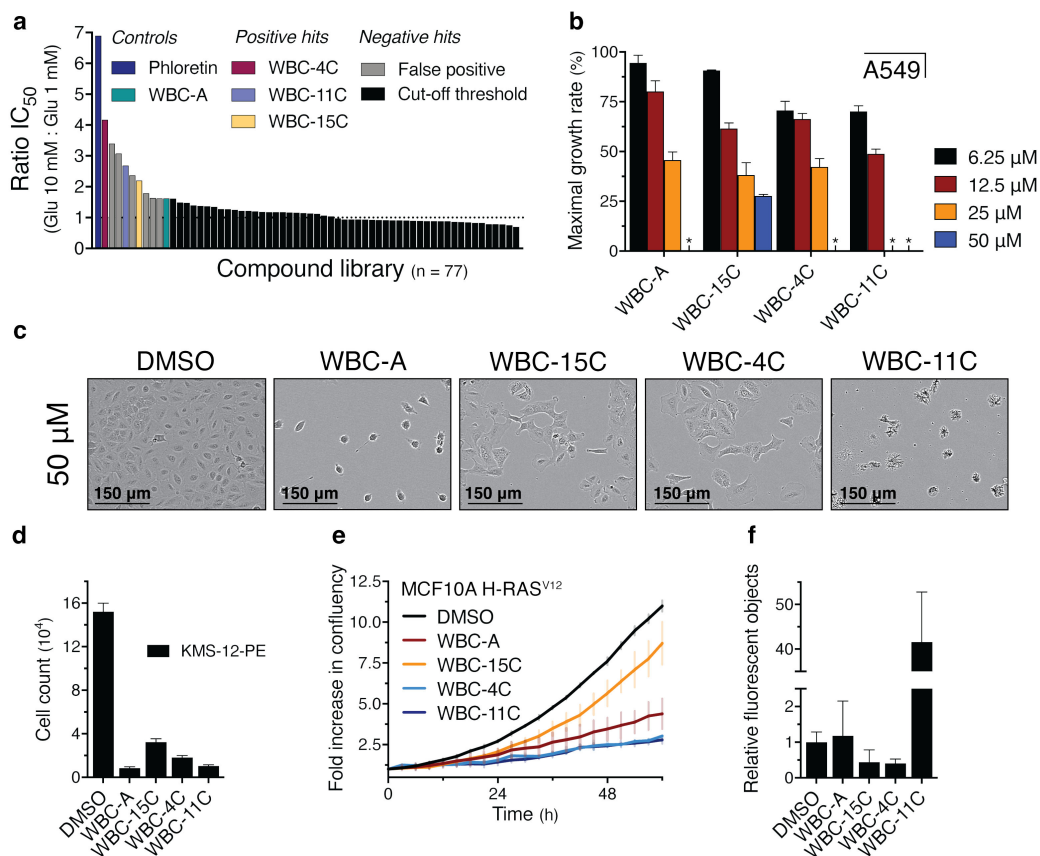 a
Ratio IC50
(Glu 10 mM : Glu 1 mM)
7
6
5
4
3
2
1
0
Controls
Phloretin
WBC-A
Positive hits
WBC-4C
WBC-11C
WBC-15C
Negative hits
False positive
Cut-off threshold
Compound library (n = 77)
b
Maximal growth rate (%)
100
75
50
25
0
A549
*
*
* *
WBC-A
WBC-15C
WBC-4C
WBC-11C
6.25 µM
12.5 µM
25 µM
50 µM
c
50 µM
DMSO
WBC-A
WBC-15C
WBC-4C
WBC-11C
150 µm
150 µm
150 µm
150 µm
150 µm
d
Cell count (10⁴)
16
12
8
4
0
KMS-12-PE
DMSO
WBC-A
WBC-15C
WBC-4C
WBC-11C
e
Fold increase in confluency
12.5
10.0
7.5
5.0
2.5
MCF10A H-RASV12
DMSO
WBC-A
WBC-15C
WBC-4C
WBC-11C
0
24
48
Time (h)
f
Relative fluorescent objects
50
40
2
1
0
DMSO
WBC-A
WBC-15C
WBC-4C
WBC-11C